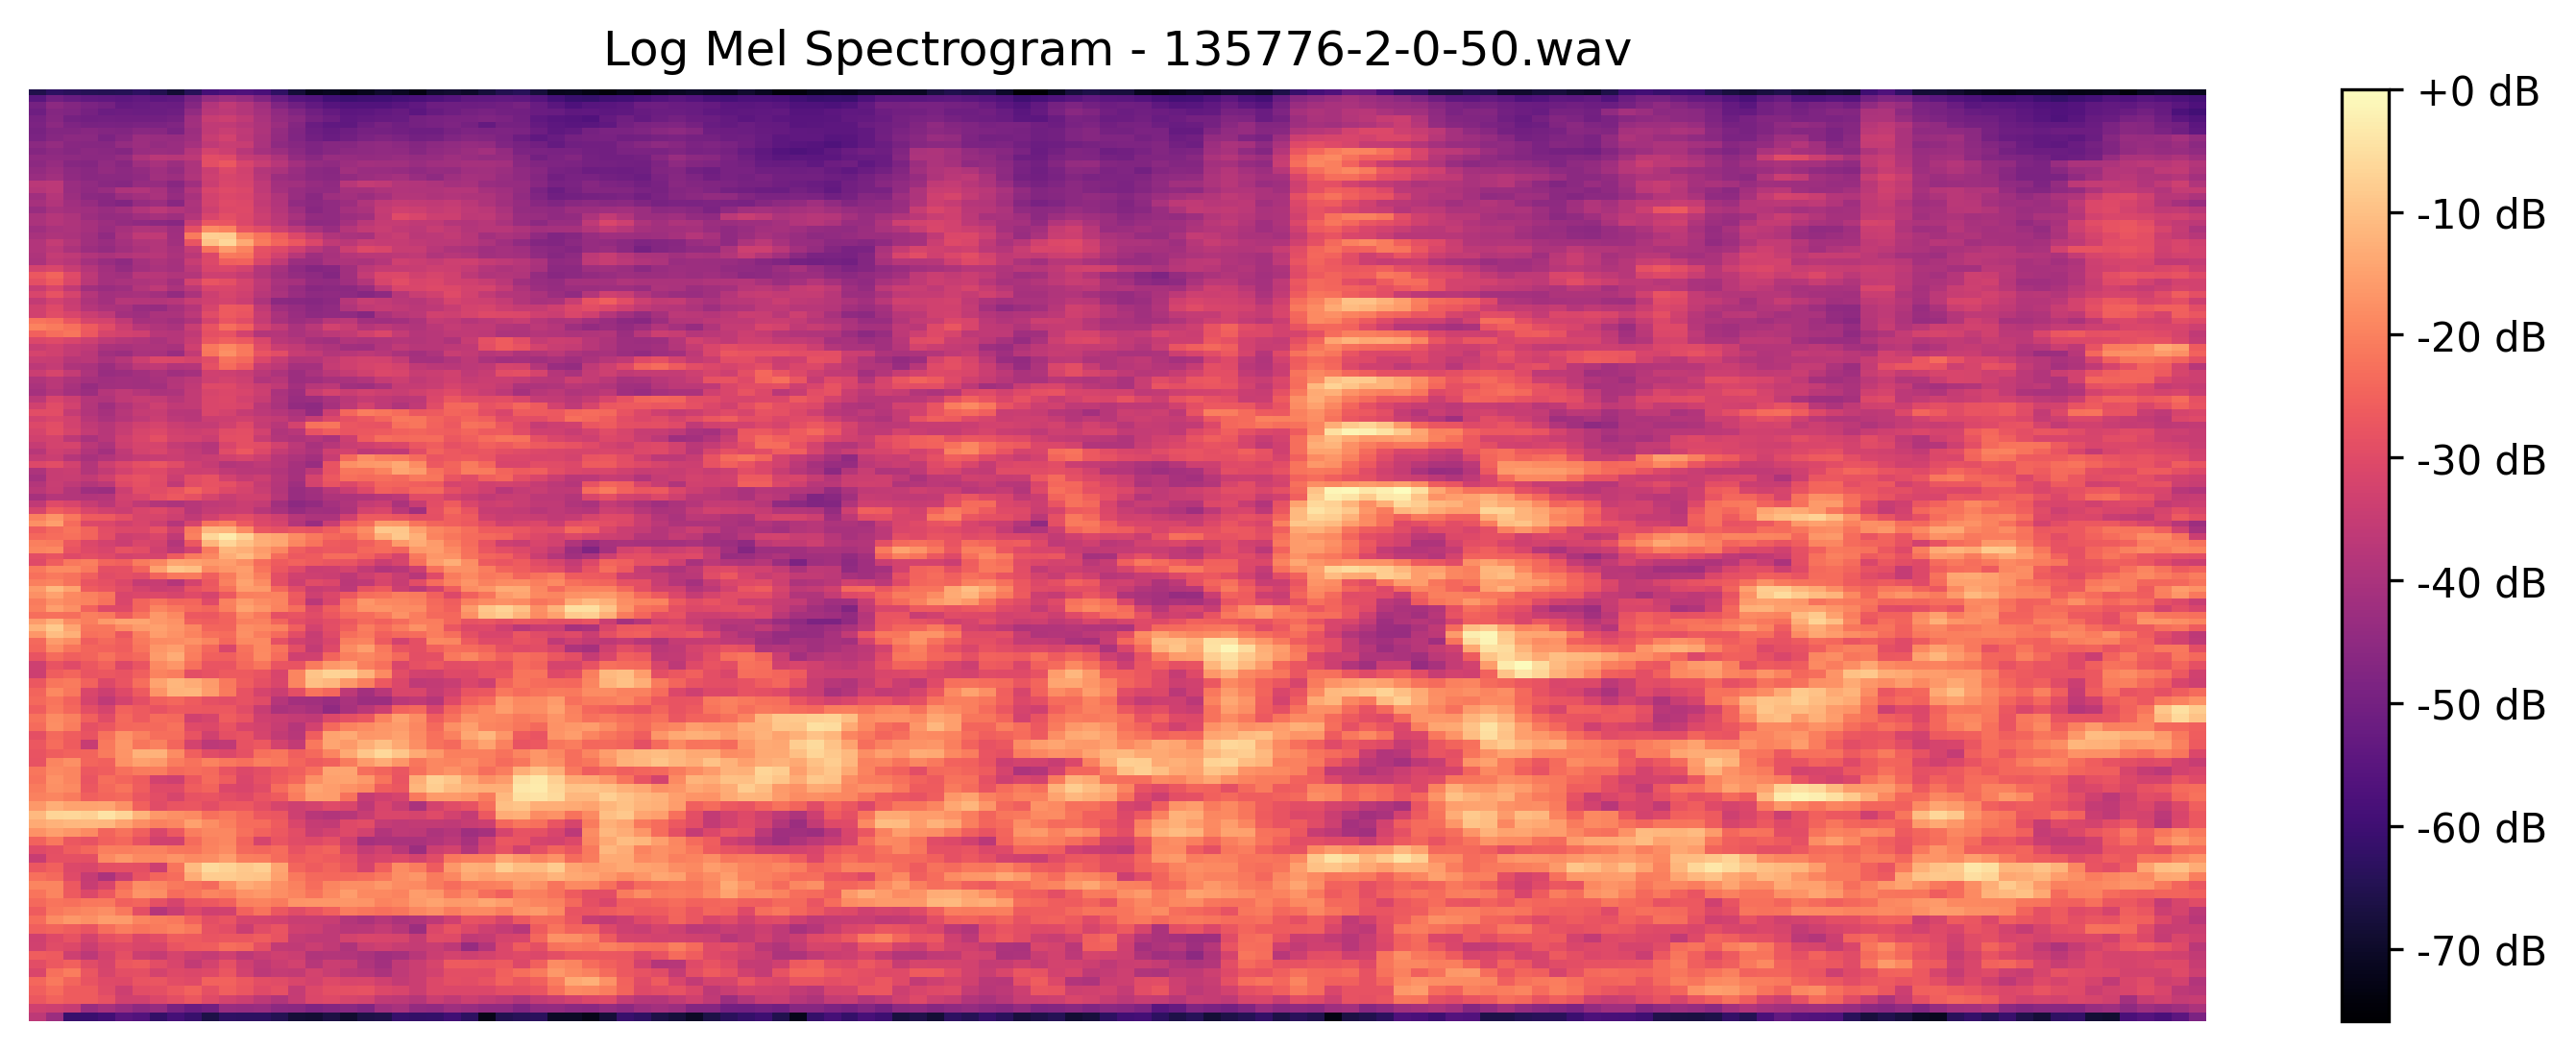 Log Mel Spectrogram - 135776-2-0-50.wav
+0 dB
-10 dB
-20 dB
-30 dB
-40 dB
-50 dB
-60 dB
-70 dB